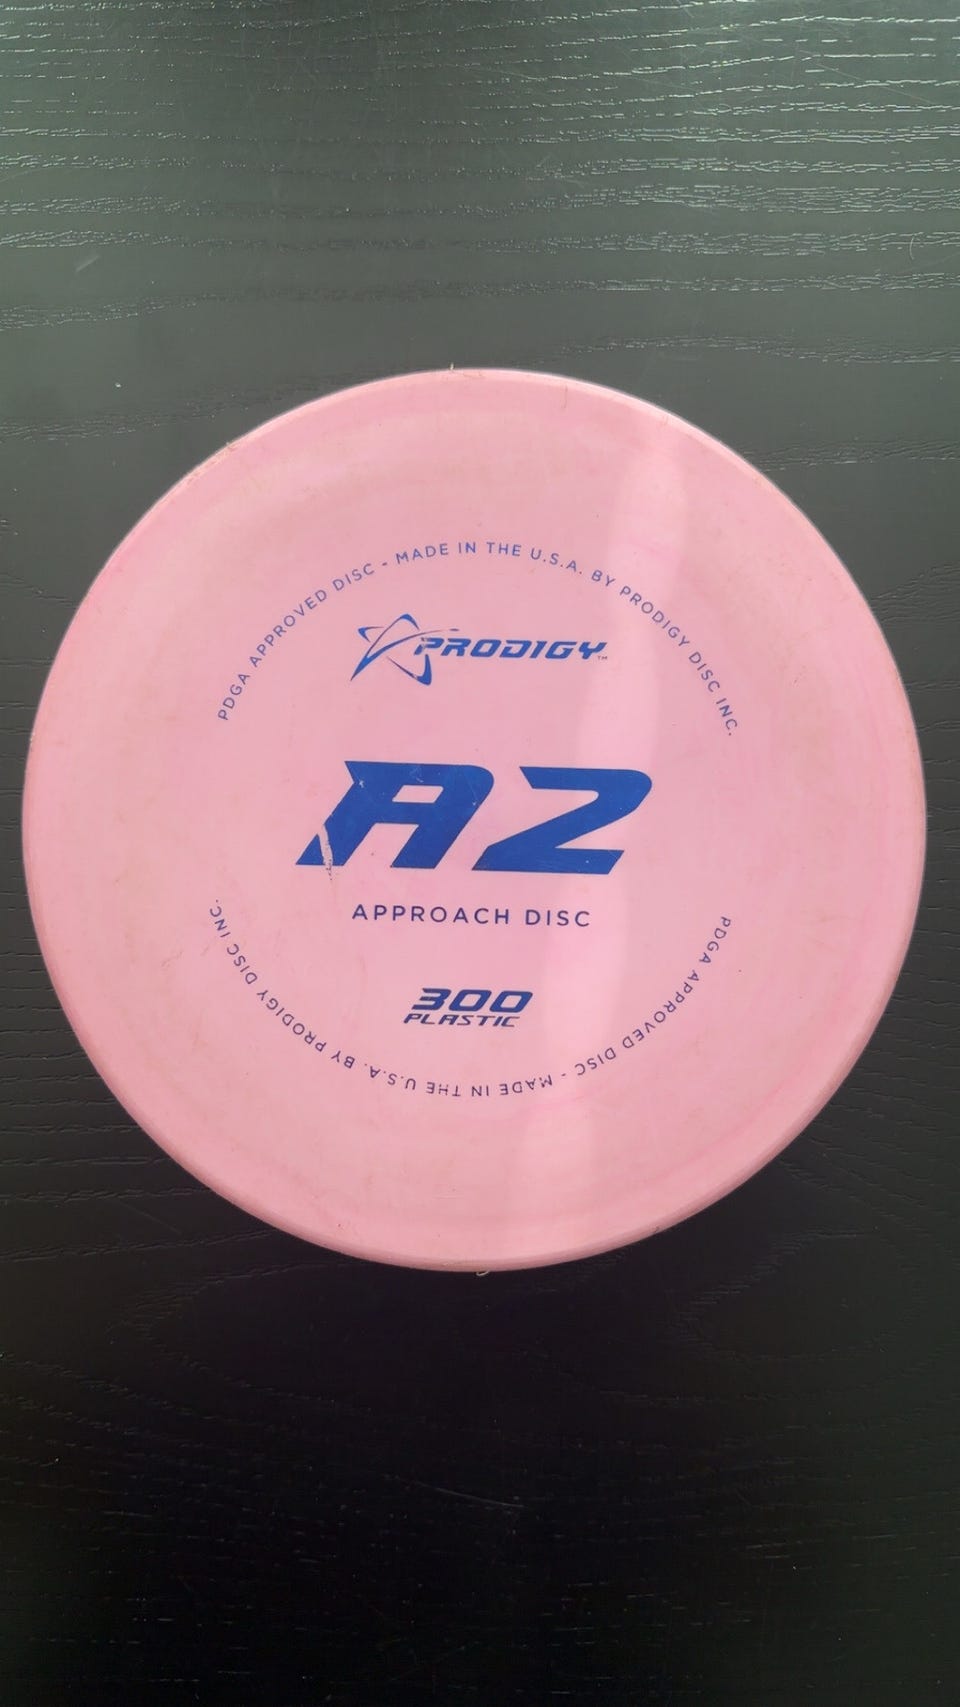 PDGA APPROVED DISC - MADE IN THE U.S.A. BY PRODIGY DISC INC.
PRODIGY™
A2
APPROACH DISC
300
PLASTIC
PDGA APPROVED DISC - MADE IN THE U.S.A. BY PRODIGY DISC INC.